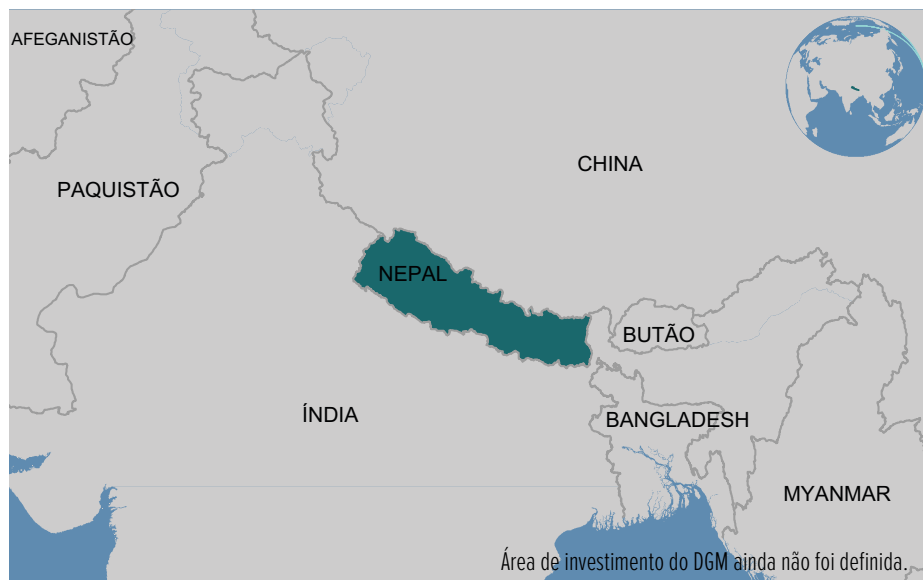 AFEGANISTÃO
CHINA
PAQUISTÃO
NEPAL
BUTÃO
ÍNDIA
BANGLADESH
MYANMAR
Área de investimento do DGM ainda não foi definida.